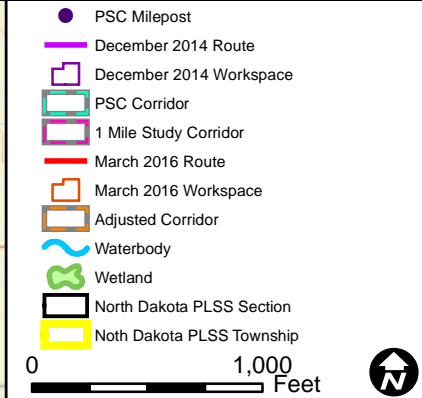 PSC Milepost
December 2014 Route
December 2014 Workspace
PSC Corridor
1 Mile Study Corridor
March 2016 Route
March 2016 Workspace
Adjusted Corridor
Waterbody
Wetland
North Dakota PLSS Section
Noth Dakota PLSS Township
0 1,000
Feet
N